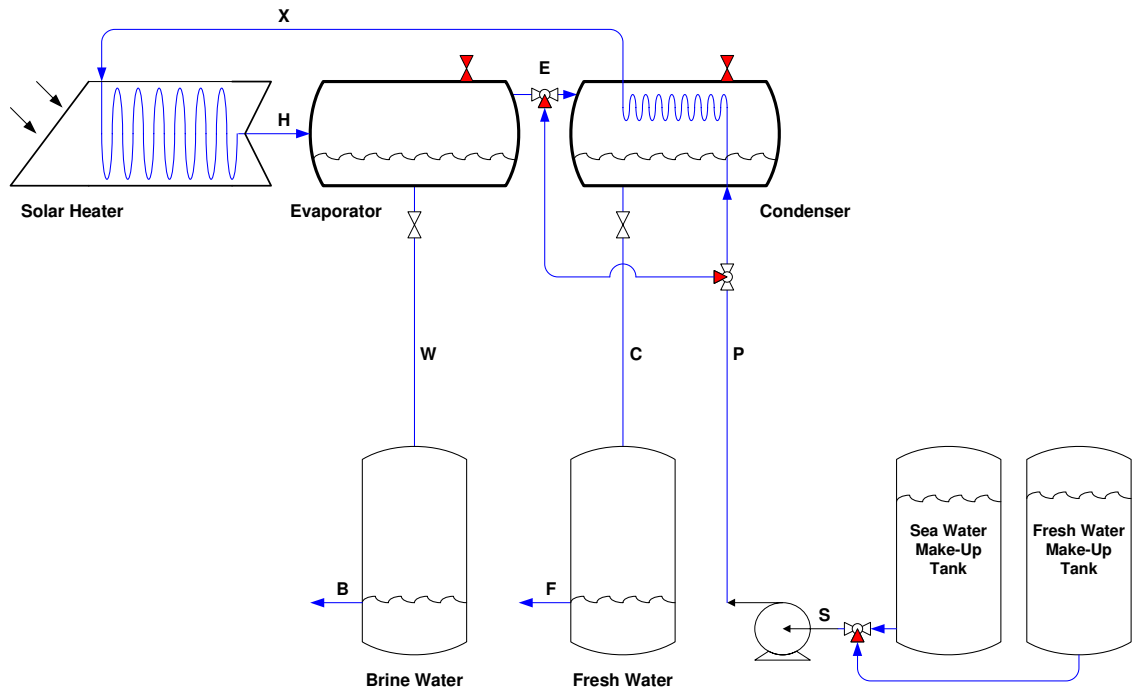 X
E
H
Solar Heater
Evaporator
Condenser
W
C
P
Sea Water
Make-Up
Tank
Fresh Water
Make-Up
Tank
B
F
S
Brine Water
Fresh Water